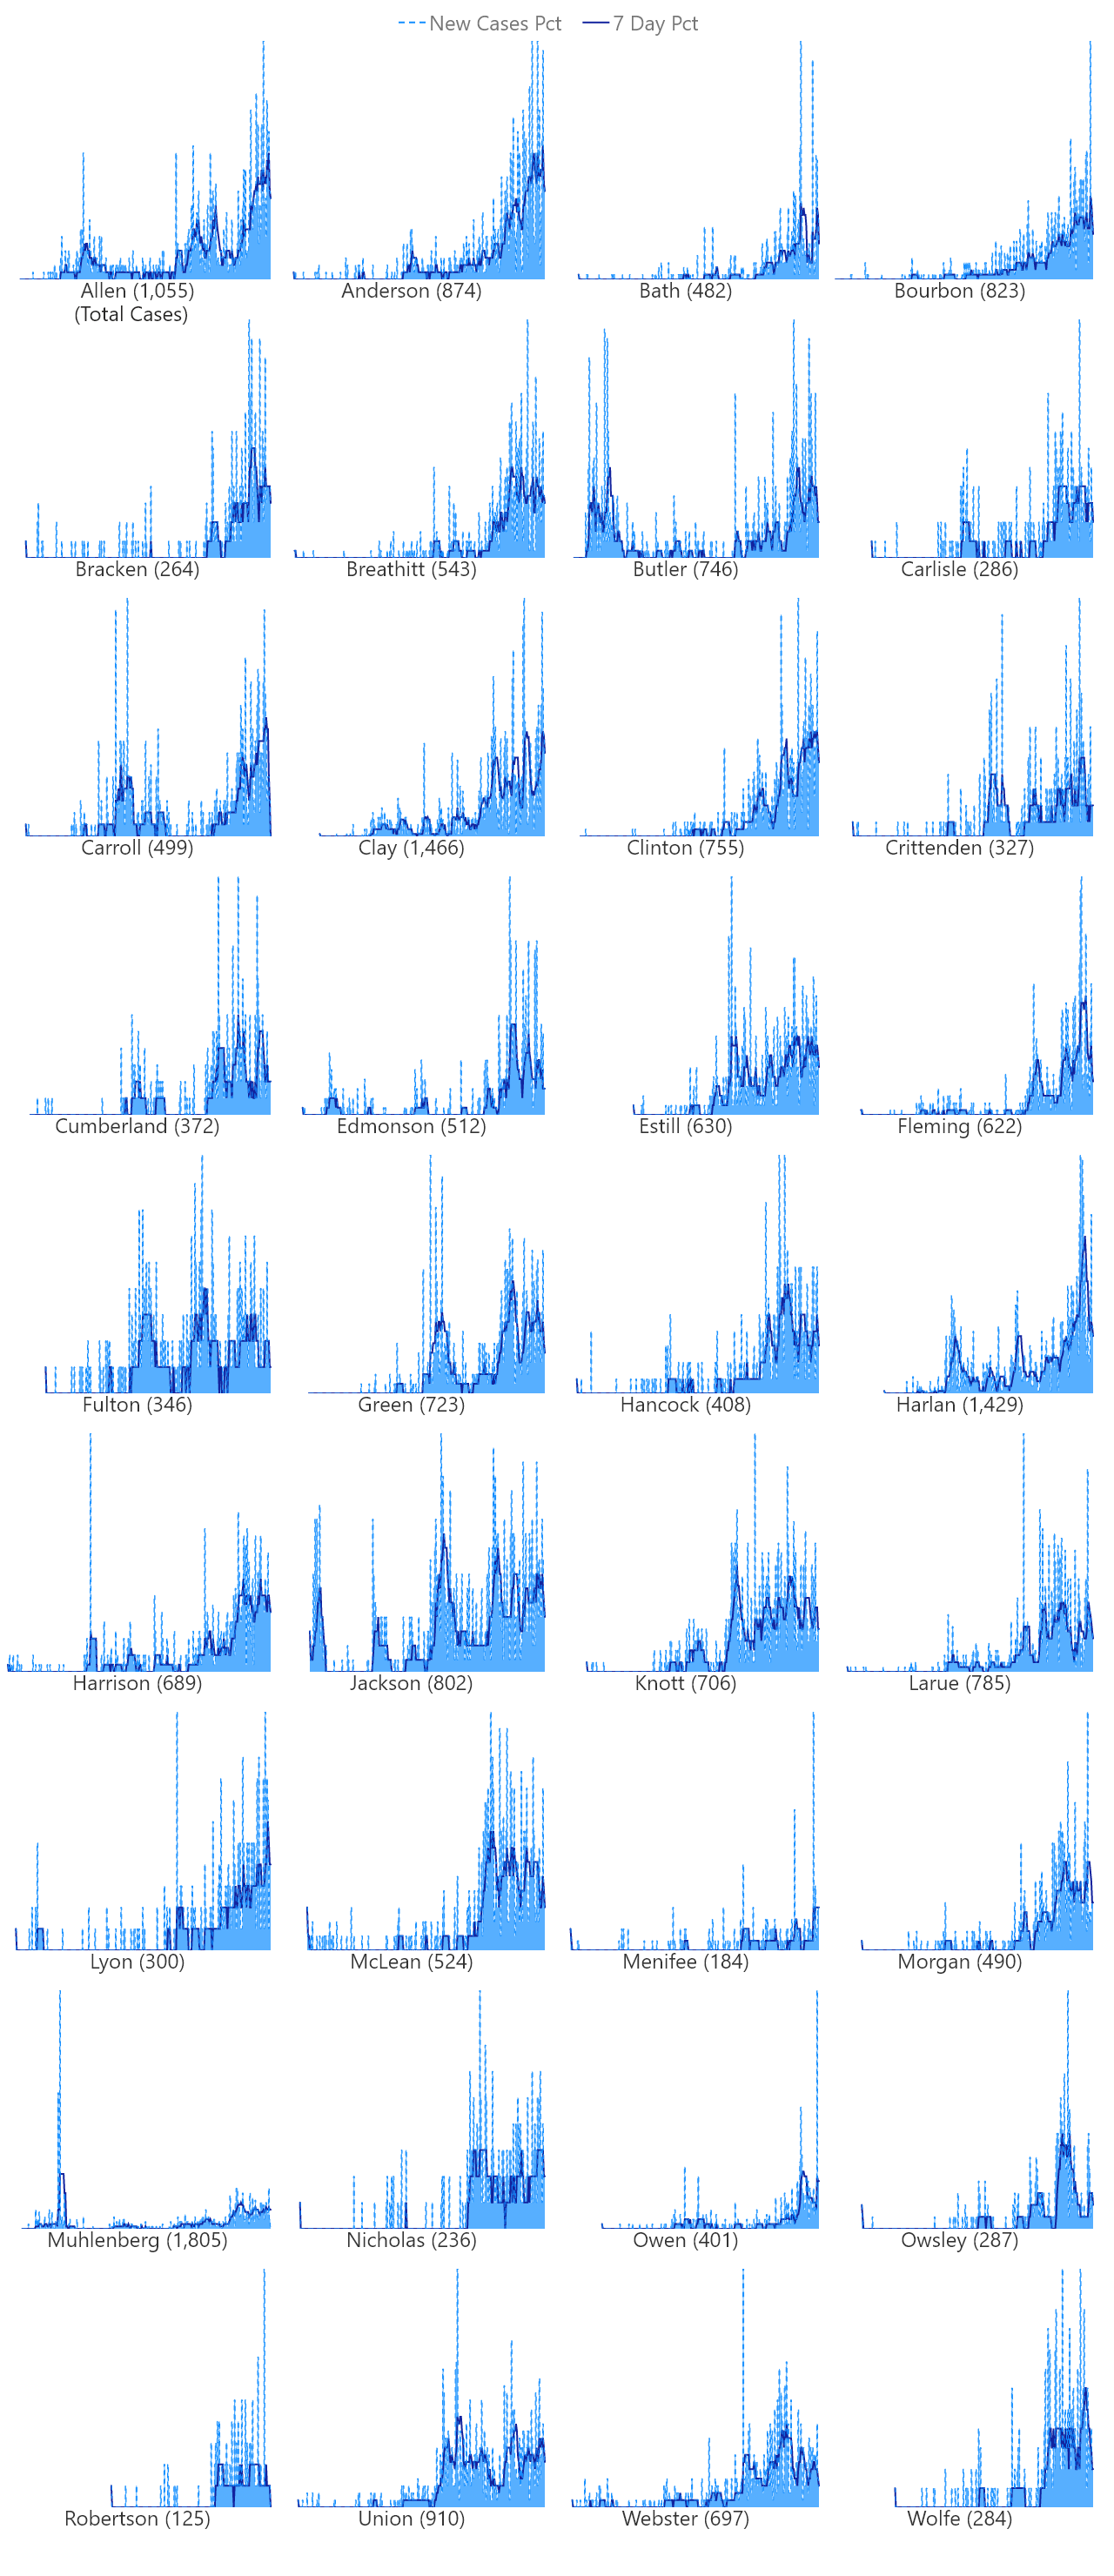 New Cases Pct 7 Day Pct
Allen (1,055) Anderson (874) Bath (482) Bourbon (823)
(Total Cases)
Bracken (264) Breathitt (543) Butler (746) Carlisle (286)
Carroll (499) Clay (1,466) Clinton (755) Crittenden (327)
Cumberland (372) Edmonson (512) Estill (630) Fleming (622)
Fulton (346) Green (723) Hancock (408) Harlan (1,429)
Harrison (689) Jackson (802) Knott (706) Larue (785)
Lyon (300) McLean (524) Menifee (184) Morgan (490)
Muhlenberg (1,805) Nicholas (236) Owen (401) Owsley (287)
Robertson (125) Union (910) Webster (697) Wolfe (284)